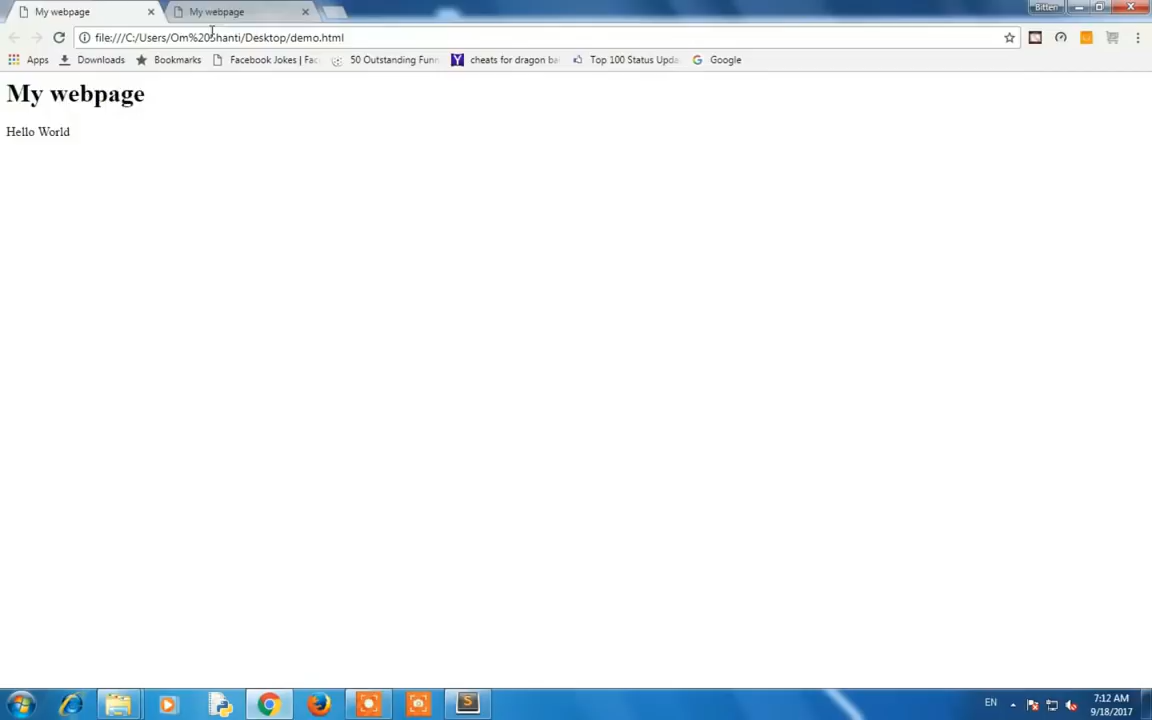 My webpage
My webpage
Bitten
file:///C:/Users/Om%20Shanti/Desktop/demo.html
Apps
Downloads
Bookmarks
Facebook Jokes | Fac
50 Outstanding Funn
cheats for dragon ba
Top 100 Status Upda
Google
My webpage
Hello World
EN
7:12 AM
9/18/2017